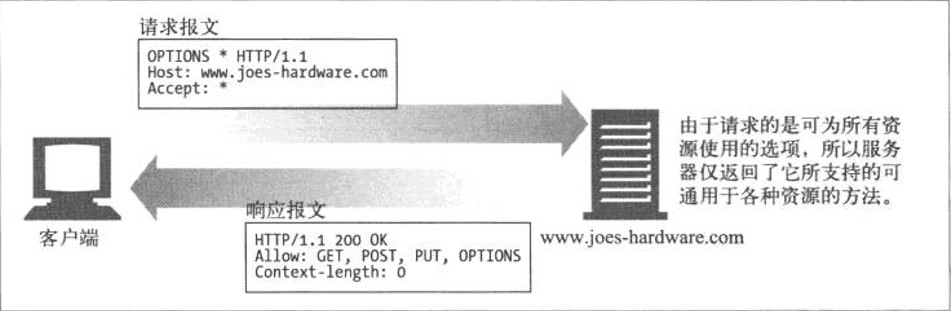 请求报文
OPTIONS * HTTP/1.1
Host: www.joes-hardware.com
Accept: *
由于请求的是可为所有资
源使用的选项，所以服务
器仅返回了它所支持的可
通用于各种资源的方法。
客户端
响应报文
HTTP/1.1 200 OK
Allow: GET, POST, PUT, OPTIONS
Context-length: 0
www.joes-hardware.com